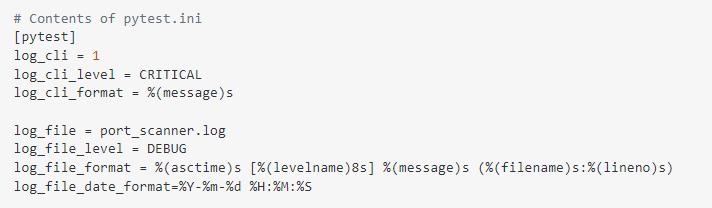 # Contents of pytest.ini
[pytest]
log_cli = 1
log_cli_level = CRITICAL
log_cli_format = %(message)s
log_file = port_scanner.log
log_file_level = DEBUG
log_file_format = %(asctime)s [%(levelname)8s] %(message)s (%(filename)s:%(lineno)s)
log_file_date_format=%Y-%m-%d %H:%M:%S